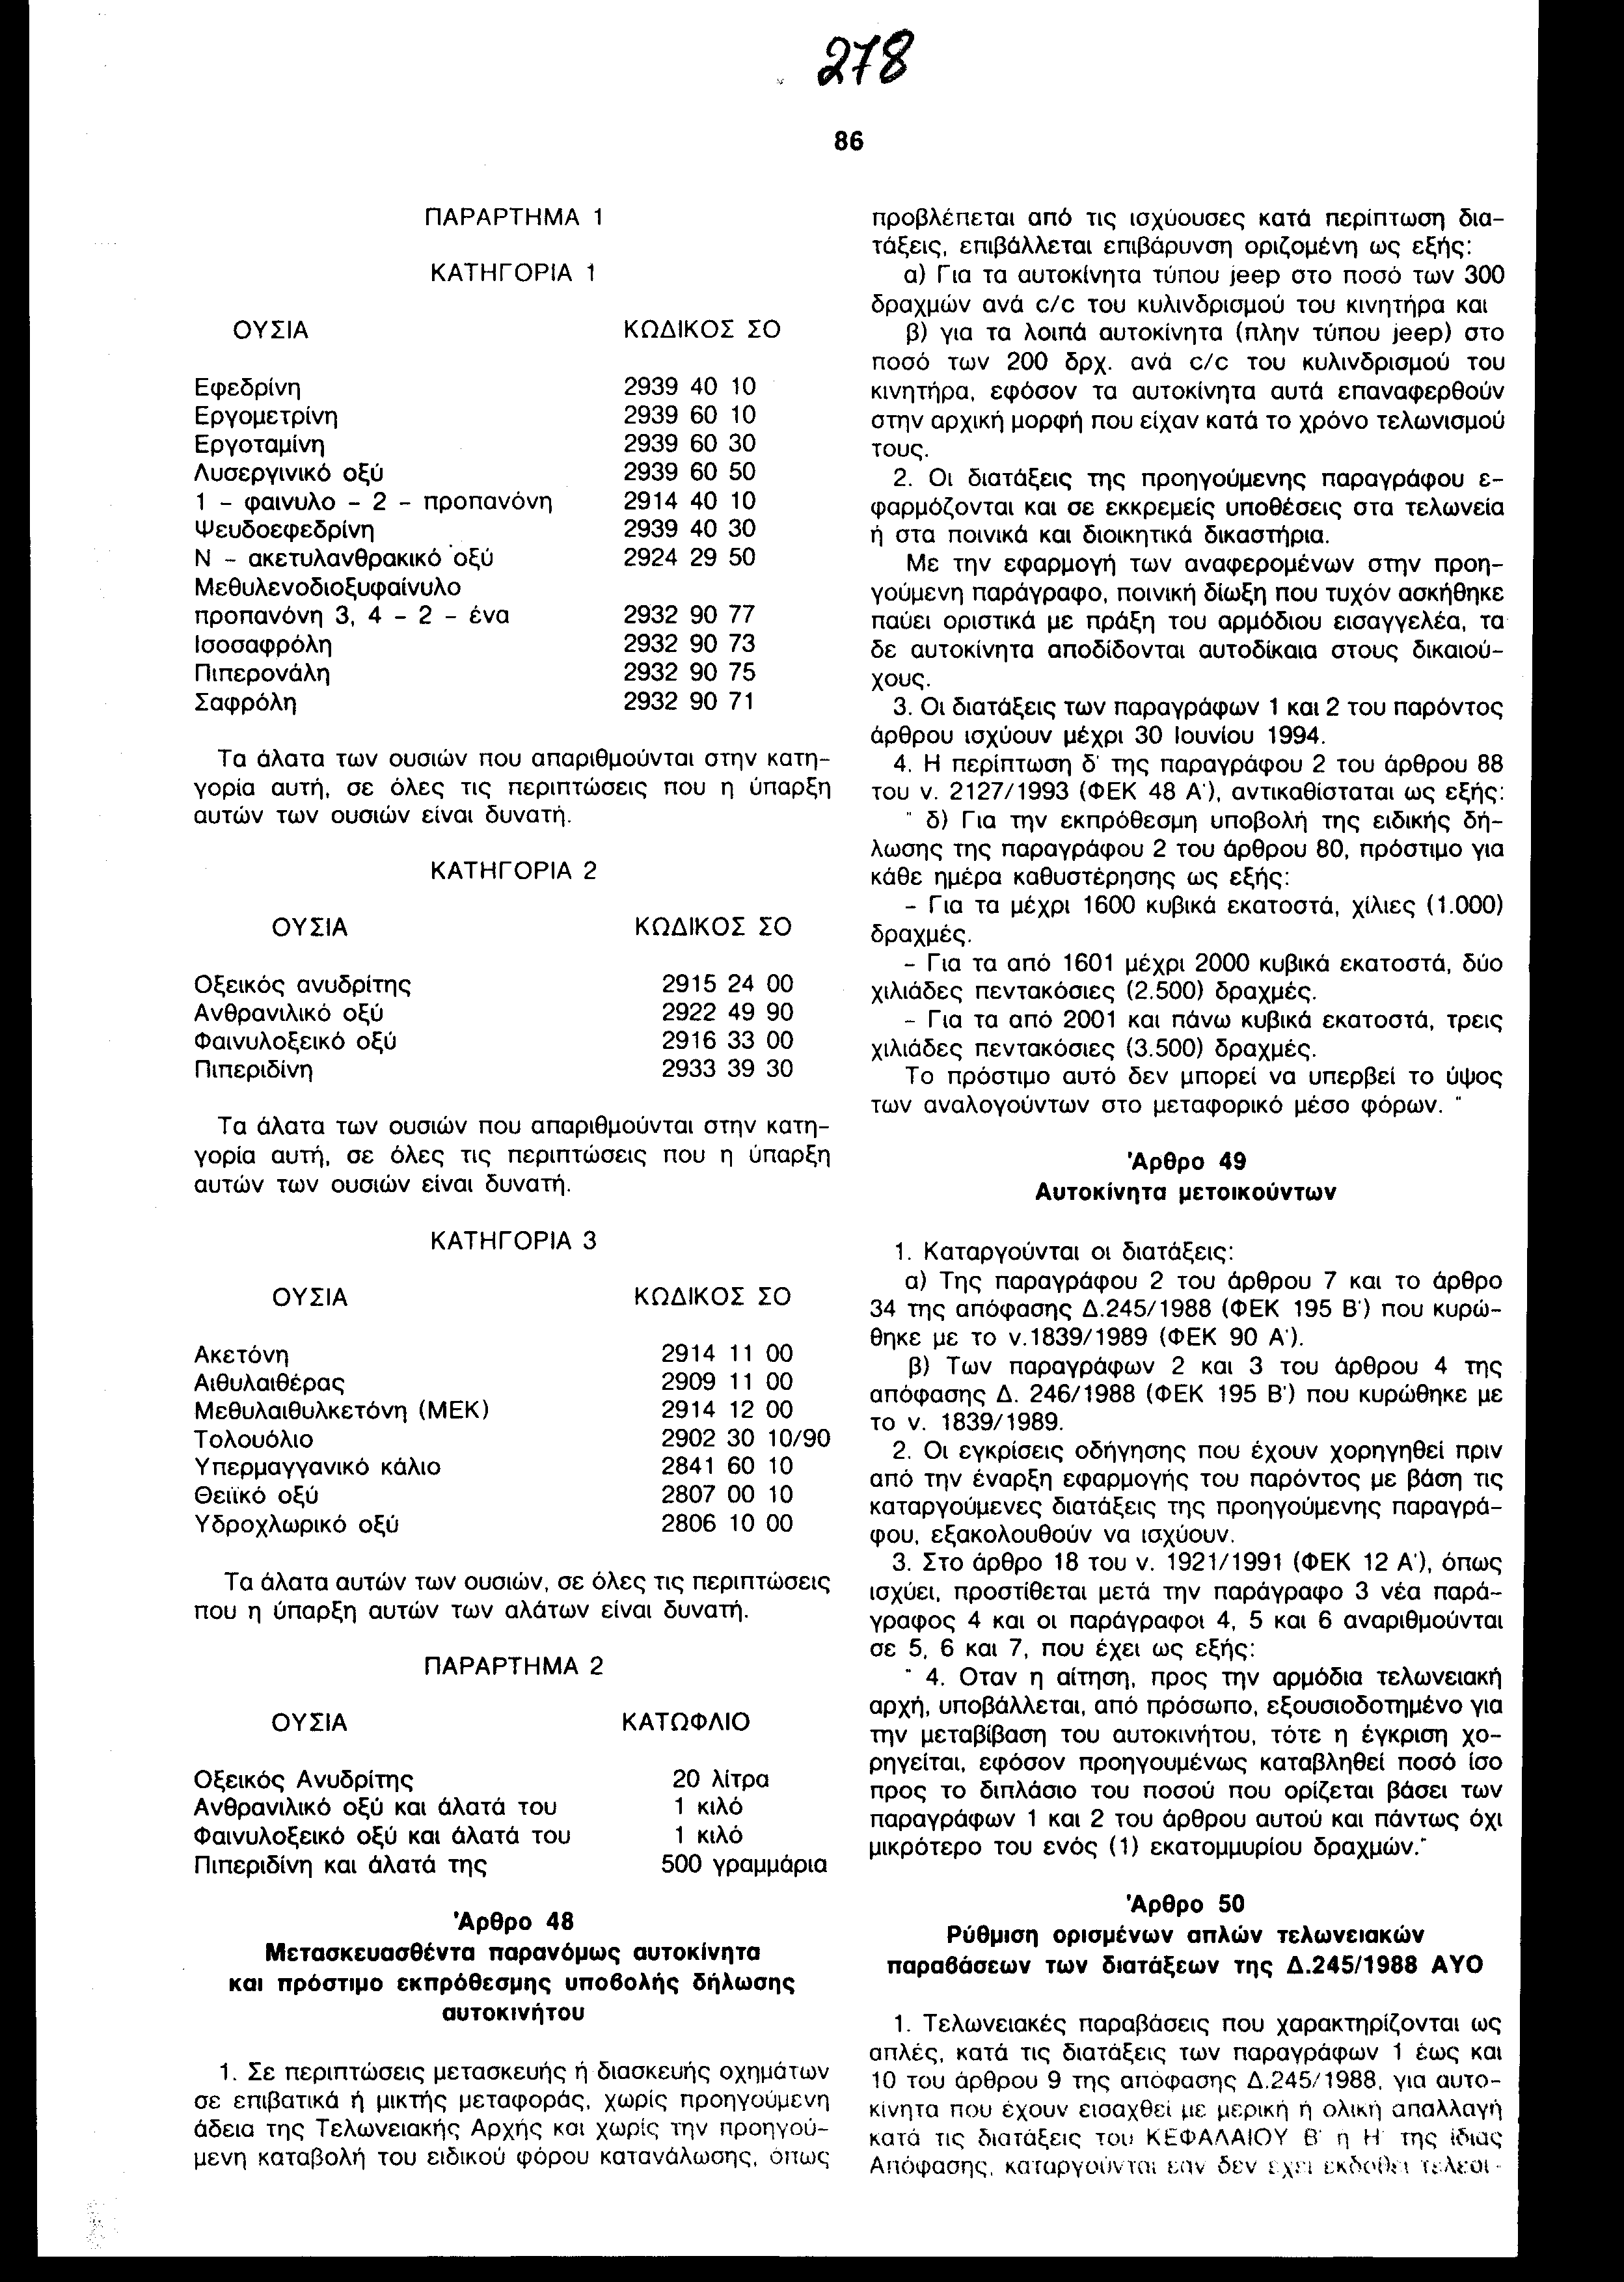 278
86
ΠΑΡΑΡΤΗΜΑ 1
ΚΑΤΗΓΟΡΙΑ 1
ΟΥΣΙΑ ΚΩΔΙΚΟΣ ΣΟ
Εφεδρίνη 2939 40 10
Εργομετρίνη 2939 60 10
Εργοταμίνη 2939 60 30
Λυσεργινικό οξύ 2939 60 50
1 - φαινυλο - 2 - προπανόνη 2914 40 10
Ψευδοεφεδρίνη 2939 40 30
Ν - ακετυλανθρακικό οξύ 2924 29 50
Μεθυλενοδιοξυφαίνυλο
προπανόνη 3, 4 - 2 - ένα 2932 90 77
Ισοσαφρόλη 2932 90 73
Πιπερονάλη 2932 90 75
Σαφρόλη 2932 90 71
Τα άλατα των ουσιών που απαριθμούνται στην κατη-
γορία αυτή, σε όλες τις περιπτώσεις που η ύπαρξη
αυτών των ουσιών είναι δυνατή.
ΚΑΤΗΓΟΡΙΑ 2
ΟΥΣΙΑ ΚΩΔΙΚΟΣ ΣΟ
Οξεικός ανυδρίτης 2915 24 00
Ανθρανιλικό οξύ 2922 49 90
Φαινυλοξεικό οξύ 2916 33 00
Πιπεριδίνη 2933 39 30
Τα άλατα των ουσιών που απαριθμούνται στην κατη-
γορία αυτή, σε όλες τις περιπτώσεις που η ύπαρξη
αυτών των ουσιών είναι δυνατή.
ΚΑΤΗΓΟΡΙΑ 3
ΟΥΣΙΑ ΚΩΔΙΚΟΣ ΣΟ
Ακετόνη 2914 11 00
Αιθυλαιθέρας 2909 11 00
Μεθυλαιθυλκετόνη (ΜΕΚ) 2914 12 00
Τολουόλιο 2902 30 10/90
Υπερμαγγανικό κάλιο 2841 60 10
Θειϊκό οξύ 2807 00 10
Υδροχλωρικό οξύ 2806 10 00
Τα άλατα αυτών των ουσιών, σε όλες τις περιπτώσεις
που η ύπαρξη αυτών των αλάτων είναι δυνατή.
ΠΑΡΑΡΤΗΜΑ 2
ΟΥΣΙΑ ΚΑΤΩΦΛΙΟ
Οξεικός Ανυδρίτης 20 λίτρα
Ανθρανιλικό οξύ και άλατά του 1 κιλό
Φαινυλοξεικό οξύ και άλατά του 1 κιλό
Πιπεριδίνη και άλατά της 500 γραμμάρια
Άρθρο 48
Μετασκευασθέντα παρανόμως αυτοκίνητα
και πρόστιμο εκπρόθεσμης υποβολής δήλωσης
αυτοκινήτου
1. Σε περιπτώσεις μετασκευής ή διασκευής οχημάτων
σε επιβατικά ή μικτής μεταφοράς, χωρίς προηγούμενη
άδεια της Τελωνειακής Αρχής και χωρίς την προηγού-
μενη καταβολή του ειδικού φόρου κατανάλωσης, όπως
προβλέπεται από τις ισχύουσες κατά περίπτωση δια-
τάξεις, επιβάλλεται επιβάρυνση οριζομένη ως εξής:
α) Για τα αυτοκίνητα τύπου jeep στο ποσό των 300
δραχμών ανά c/c του κυλινδρισμού του κινητήρα και
β) για τα λοιπά αυτοκίνητα (πλην τύπου jeep) στο
ποσό των 200 δρχ. ανά c/c του κυλινδρισμού του
κινητήρα, εφόσον τα αυτοκίνητα αυτά επαναφερθούν
στην αρχική μορφή που είχαν κατά το χρόνο τελωνισμού
τους.
2. Οι διατάξεις της προηγούμενης παραγράφου ε-
φαρμόζονται και σε εκκρεμείς υποθέσεις στα τελωνεία
ή στα ποινικά και διοικητικά δικαστήρια.
Με την εφαρμογή των αναφερομένων στην προη-
γούμενη παράγραφο, ποινική δίωξη που τυχόν ασκήθηκε
παύει οριστικά με πράξη του αρμόδιου εισαγγελέα, τα
δε αυτοκίνητα αποδίδονται αυτοδίκαια στους δικαιού-
χους.
3. Οι διατάξεις των παραγράφων 1 και 2 του παρόντος
άρθρου ισχύουν μέχρι 30 Ιουνίου 1994.
4. Η περίπτωση δ' της παραγράφου 2 του άρθρου 88
του ν. 2127/1993 (ΦΕΚ 48 Α'), αντικαθίσταται ως εξής:
" δ) Για την εκπρόθεσμη υποβολή της ειδικής δή-
λωσης της παραγράφου 2 του άρθρου 80, πρόστιμο για
κάθε ημέρα καθυστέρησης ως εξής:
- Για τα μέχρι 1600 κυβικά εκατοστά, χίλιες (1.000)
δραχμές.
- Για τα από 1601 μέχρι 2000 κυβικά εκατοστά, δύο
χιλιάδες πεντακόσιες (2.500) δραχμές.
- Για τα από 2001 και πάνω κυβικά εκατοστά, τρεις
χιλιάδες πεντακόσιες (3.500) δραχμές.
Το πρόστιμο αυτό δεν μπορεί να υπερβεί το ύψος
των αναλογούντων στο μεταφορικό μέσο φόρων. "
Άρθρο 49
Αυτοκίνητα μετοικούντων
1. Καταργούνται οι διατάξεις:
α) Της παραγράφου 2 του άρθρου 7 και το άρθρο
34 της απόφασης Δ.245/1988 (ΦΕΚ 195 Β') που κυρώ-
θηκε με το ν.1839/1989 (ΦΕΚ 90 Α').
β) Των παραγράφων 2 και 3 του άρθρου 4 της
απόφασης Δ. 246/1988 (ΦΕΚ 195 Β') που κυρώθηκε με
το ν. 1839/1989.
2. Οι εγκρίσεις οδήγησης που έχουν χορηγηθεί πριν
από την έναρξη εφαρμογής του παρόντος με βάση τις
καταργούμενες διατάξεις της προηγούμενης παραγρά-
φου, εξακολουθούν να ισχύουν.
3. Στο άρθρο 18 του ν. 1921/1991 (ΦΕΚ 12 Α'), όπως
ισχύει, προστίθεται μετά την παράγραφο 3 νέα παρά-
γραφος 4 και οι παράγραφοι 4, 5 και 6 αναριθμούνται
σε 5, 6 και 7, που έχει ως εξής:
" 4. Οταν η αίτηση, προς την αρμόδια τελωνειακή
αρχή, υποβάλλεται, από πρόσωπο, εξουσιοδοτημένο για
την μεταβίβαση του αυτοκινήτου, τότε η έγκριση χο-
ρηγείται, εφόσον προηγουμένως καταβληθεί ποσό ίσο
προς το διπλάσιο του ποσού που ορίζεται βάσει των
παραγράφων 1 και 2 του άρθρου αυτού και πάντως όχι
μικρότερο του ενός (1) εκατομμυρίου δραχμών."
Άρθρο 50
Ρύθμιση ορισμένων απλών τελωνειακών
παραβάσεων των διατάξεων της Δ.245/1988 ΑΥΟ
1. Τελωνειακές παραβάσεις που χαρακτηρίζονται ως
απλές, κατά τις διατάξεις των παραγράφων 1 έως και
10 του άρθρου 9 της απόφασης Δ.245/1988, για αυτο-
κίνητα που έχουν εισαχθεί με μερική ή ολική απαλλαγή
κατά τις διατάξεις του ΚΕΦΑΛΑΙΟΥ Β' η Η' της ίδιας
Απόφασης, καταργούνται εαν δεν έχει εκδοθεί τελεσι-